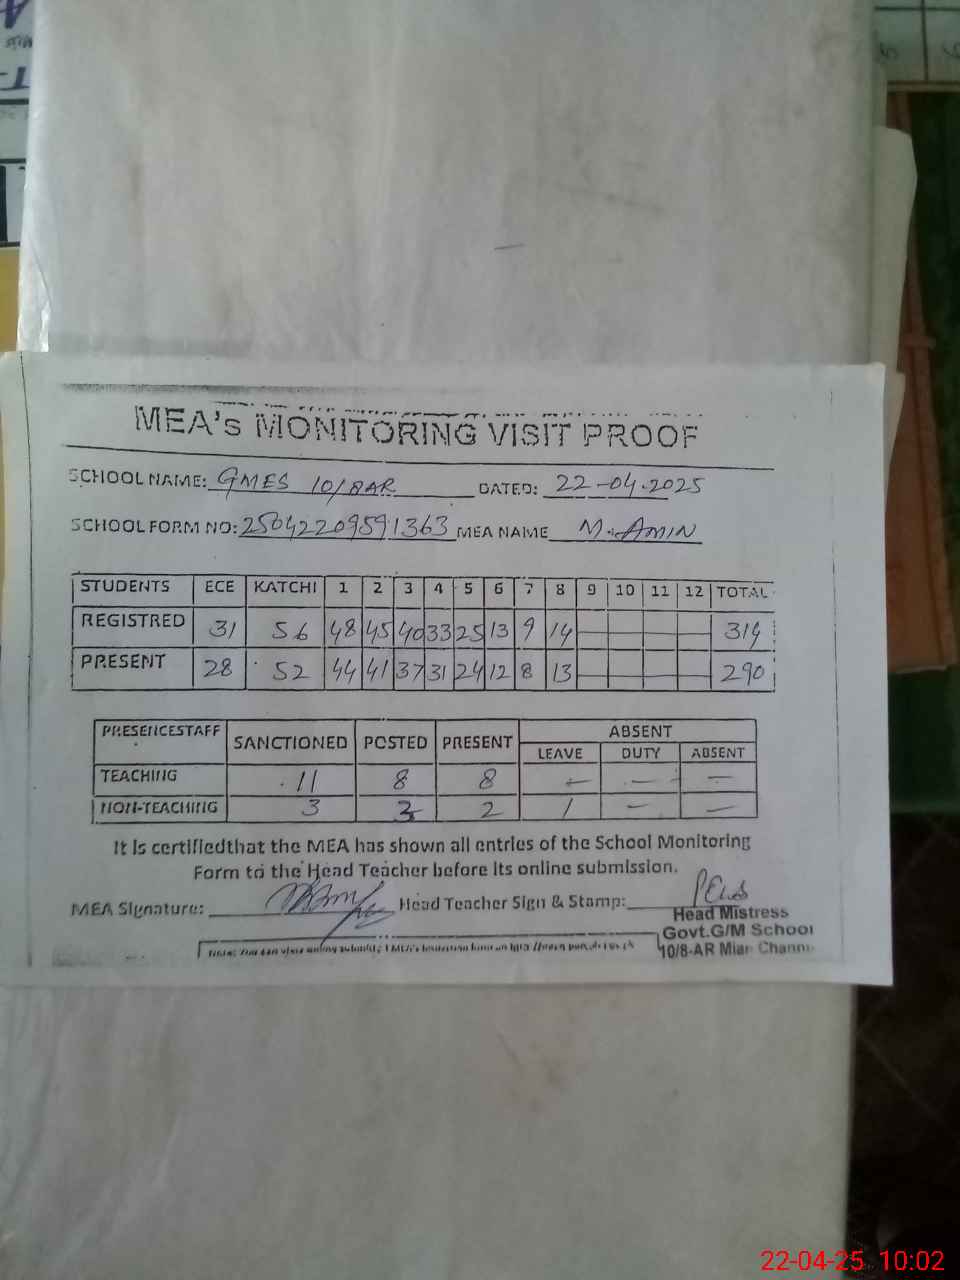 MEA's MONITORING VISIT PROOF
SCHOOL NAME: GMES 10/8AR DATED: 22-04-2025
SCHOOL FORM NO: 25042209591363 MEA NAME M. AMIN
STUDENTS ECE KATCHI 1 2 3 4 5 6 7 8 9 10 11 12 TOTAL
REGISTRED 31 56 48 45 40 33 25 13 9 14 — — — — 314
PRESENT 28 52 44 41 37 31 24 12 8 13 — — — — 290
PRESENCESTAFF SANCTIONED POSTED PRESENT ABSENT
LEAVE DUTY ABSENT
TEACHING 11 8 8 — — —
NON-TEACHING 3 3 2 1 — —
It is certifiedthat the MEA has shown all entries of the School Monitoring
Form to the Head Teacher before its online submission.
MEA Signature: Head Teacher Sign & Stamp:
Head Mistress
Govt.G/M School
10/8-AR Mian Channu
22-04-25 10:02